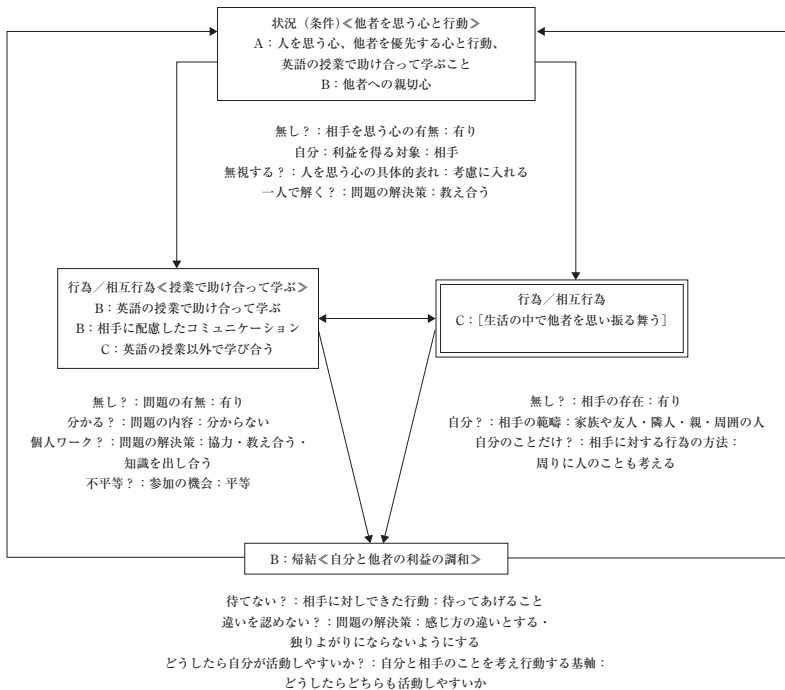 状況（条件）≪他者を思う心と行動≫
A：人を思う心、他者を優先する心と行動、
英語の授業で助け合って学ぶこと
B：他者への親切心
無し？：相手を思う心の有無：有り
自分：利益を得る対象：相手
無視する？：人を思う心の具体的表れ：考慮に入れる
一人で解く？：問題の解決策：教え合う
行為／相互行為≪授業で助け合って学ぶ≫
B：英語の授業で助け合って学ぶ
B：相手に配慮したコミュニケーション
C：英語の授業以外で学び合う
行為／相互行為
C：［生活の中で他者を思い振る舞う］
無し？：問題の有無：有り
分かる？：問題の内容：分からない
個人ワーク？：問題の解決策：協力・教え合う・
知識を出し合う
不平等？：参加の機会：平等
無し？：相手の存在：有り
自分？：相手の範疇：家族や友人・隣人・親・周囲の人
自分のことだけ？：相手に対する行為の方法：
周りに人のことも考える
B：帰結≪自分と他者の利益の調和≫
待てない？：相手に対しできた行動：待ってあげること
違いを認めない？：問題の解決策：感じ方の違いとする・
独りよがりにならないようにする
どうしたら自分が活動しやすいか？：自分と相手のことを考え行動する基軸：
どうしたらどちらも活動しやすいか